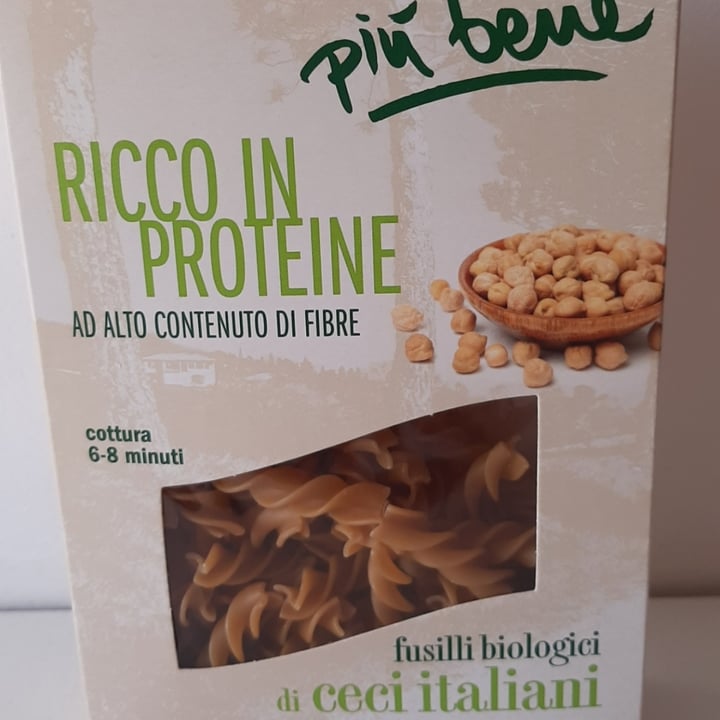 più bene
RICCO IN
PROTEINE
AD ALTO CONTENUTO DI FIBRE
cottura
6-8 minuti
fusilli biologici
di ceci italiani